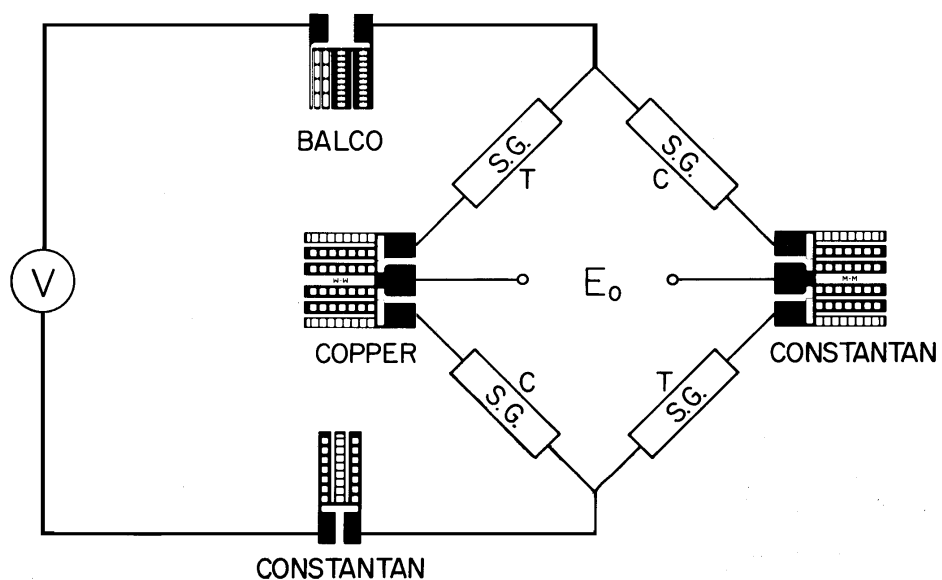 BALCO
S.G.
T
S.G.
C
V
W-W
E₀
M-M
COPPER
CONSTANTAN
C
S.G.
T
S.G.
CONSTANTAN